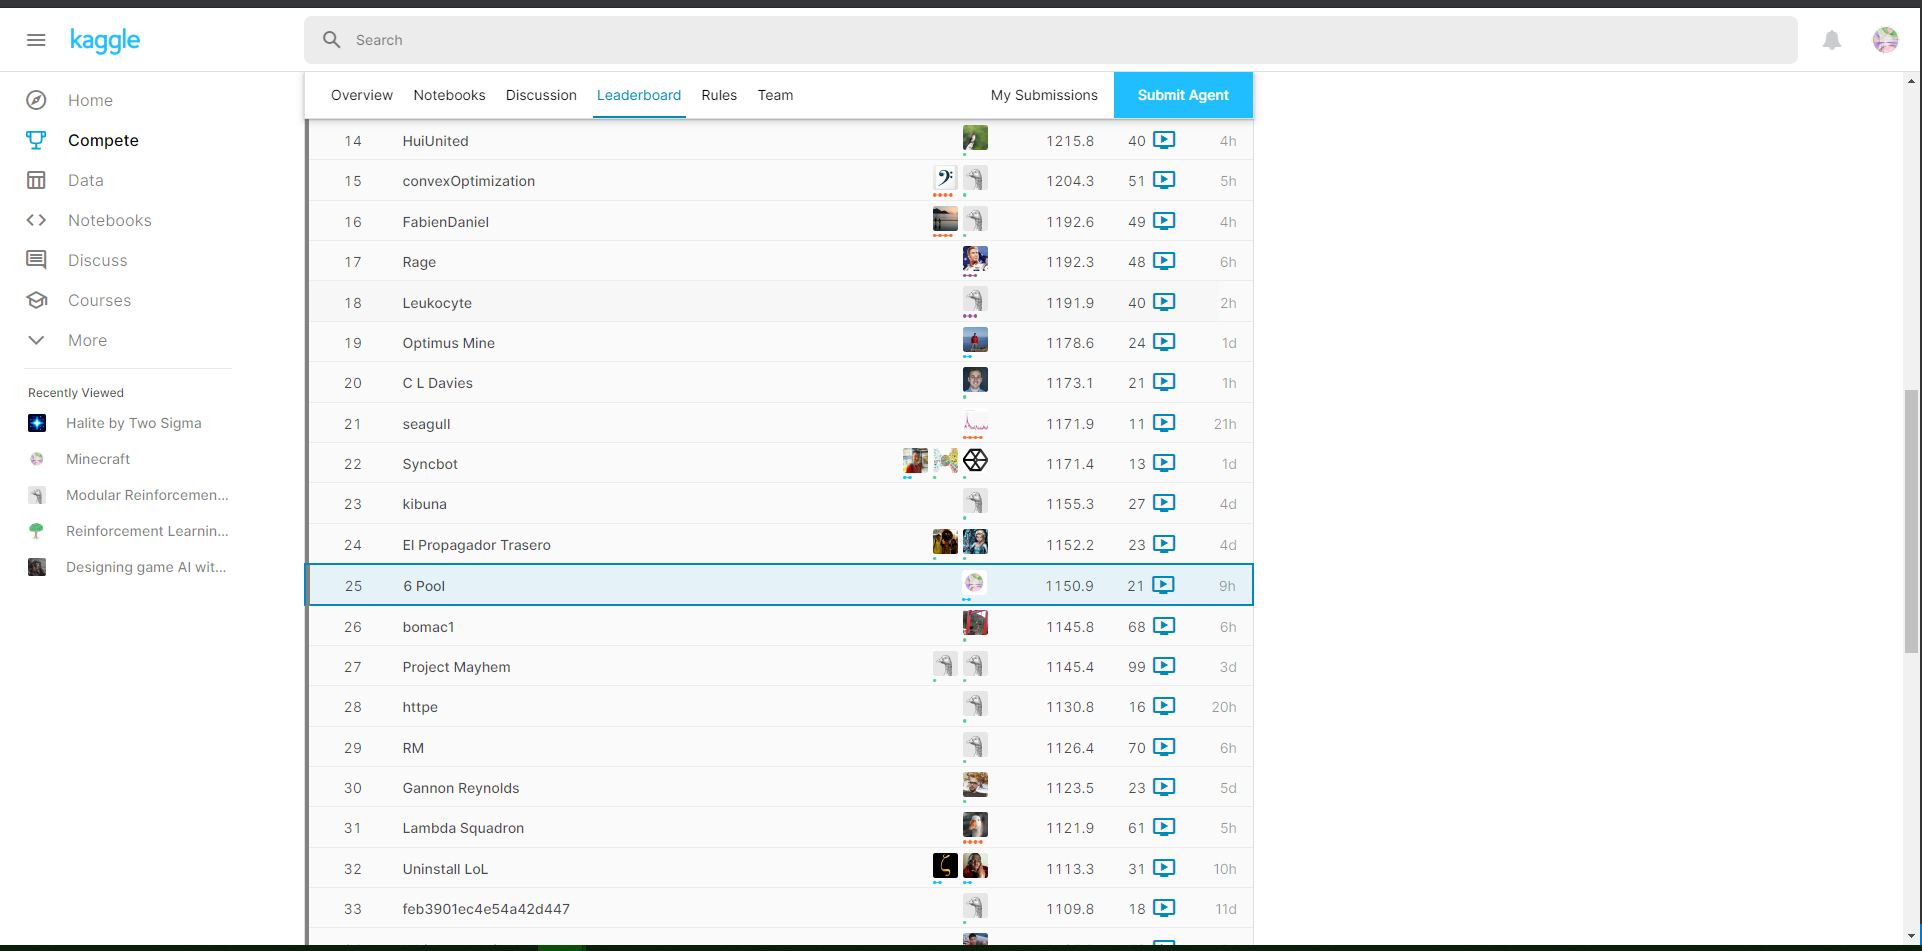 kaggle
Search
Overview Notebooks Discussion Leaderboard Rules Team My Submissions Submit Agent
Home
Compete
Data
Notebooks
Discuss
Courses
More
Recently Viewed
Halite by Two Sigma
Minecraft
Modular Reinforcemen...
Reinforcement Learnin...
Designing game AI wit...
14 HuiUnited 1215.8 40 4h
15 convexOptimization 1204.3 51 5h
16 FabienDaniel 1192.6 49 4h
17 Rage 1192.3 48 6h
18 Leukocyte 1191.9 40 2h
19 Optimus Mine 1178.6 24 1d
20 C L Davies 1173.1 21 1h
21 seagull 1171.9 11 21h
22 Syncbot 1171.4 13 1d
23 kibuna 1155.3 27 4d
24 El Propagador Trasero 1152.2 23 4d
25 6 Pool 1150.9 21 9h
26 bomac1 1145.8 68 6h
27 Project Mayhem 1145.4 99 3d
28 httpe 1130.8 16 20h
29 RM 1126.4 70 6h
30 Gannon Reynolds 1123.5 23 5d
31 Lambda Squadron 1121.9 61 5h
32 Uninstall LoL 1113.3 31 10h
33 feb3901ec4e54a42d447 1109.8 18 11d